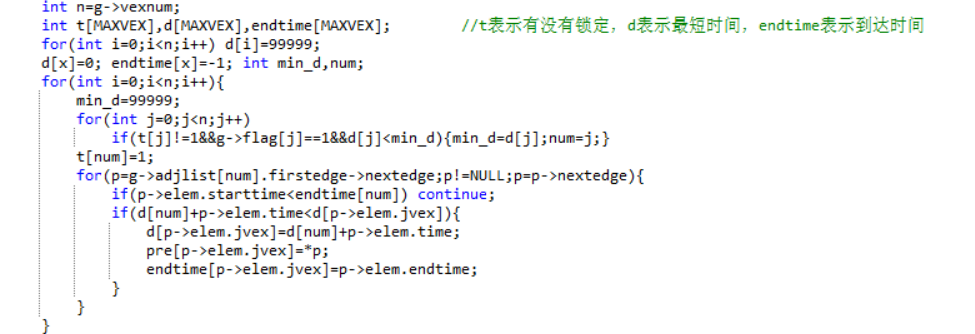 int n=g->vexnum;
int t[MAXVEX],d[MAXVEX],endtime[MAXVEX];        //t表示有没有锁定，d表示最短时间，endtime表示到达时间
for(int i=0;i<n;i++) d[i]=99999;
d[x]=0; endtime[x]=-1; int min_d,num;
for(int i=0;i<n;i++){
    min_d=99999;
    for(int j=0;j<n;j++)
        if(t[j]!=1&&g->flag[j]==1&&d[j]<min_d){min_d=d[j];num=j;}
    t[num]=1;
    for(p=g->adjlist[num].firstedge->nextedge;p!=NULL;p=p->nextedge){
        if(p->elem.starttime<endtime[num]) continue;
        if(d[num]+p->elem.time<d[p->elem.jvex]){
            d[p->elem.jvex]=d[num]+p->elem.time;
            pre[p->elem.jvex]=*p;
            endtime[p->elem.jvex]=p->elem.endtime;
        }
    }
}